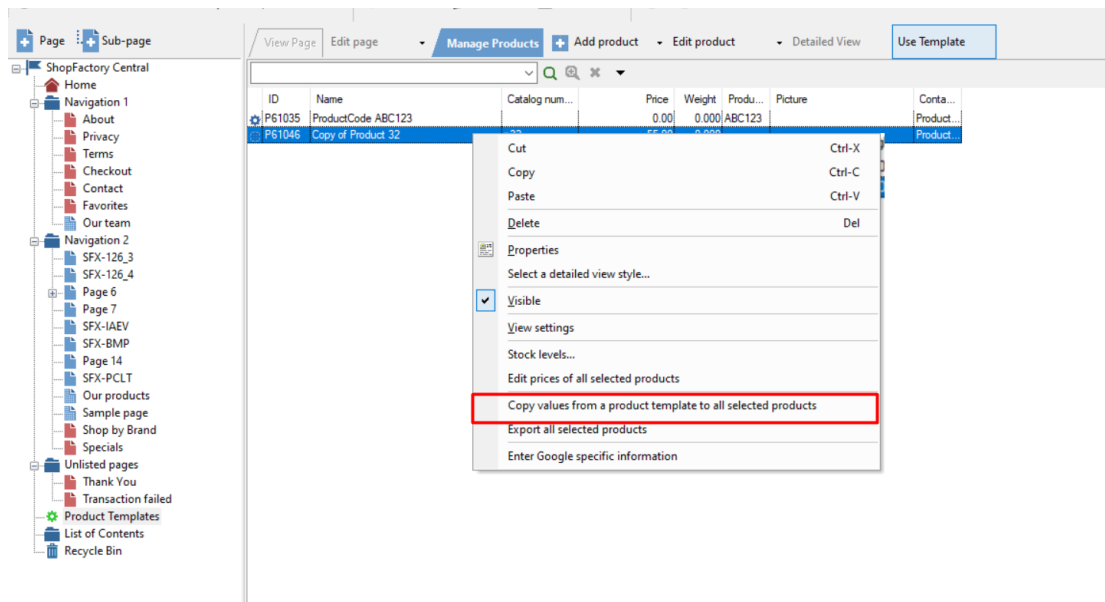 Page Sub-page View Page Edit page Manage Products Add product Edit product Detailed View Use Template
ShopFactory Central
Home
Navigation 1
About
Privacy
Terms
Checkout
Contact
Favorites
Our team
Navigation 2
SFX-126_3
SFX-126_4
Page 6
Page 7
SFX-IAEV
SFX-BMP
Page 14
SFX-PCLT
Our products
Sample page
Shop by Brand
Specials
Unlisted pages
Thank You
Transaction failed
Product Templates
List of Contents
Recycle Bin
ID Name Catalog num... Price Weight Produ... Picture Conta...
P61035 ProductCode ABC123 0.00 0.000 ABC123 Product...
P61046 Copy of Product 32 32 55.00 0.000 Product...
Cut Ctrl-X
Copy Ctrl-C
Paste Ctrl-V
Delete Del
Properties
Select a detailed view style...
Visible
View settings
Stock levels...
Edit prices of all selected products
Copy values from a product template to all selected products
Export all selected products
Enter Google specific information